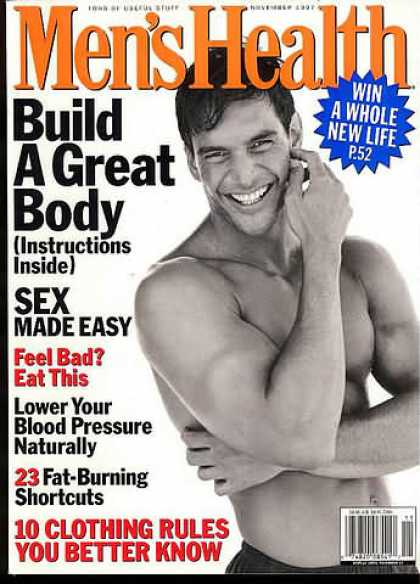 TONS OF USEFUL STUFF
NOVEMBER 1997
Men'sHealth
WIN
A WHOLE
NEW LIFE
P.52
Build
A Great
Body
(Instructions
Inside)
SEX
MADE EASY
Feel Bad?
Eat This
Lower Your
Blood Pressure
Naturally
23 Fat-Burning
Shortcuts
10 CLOTHING RULES
YOU BETTER KNOW